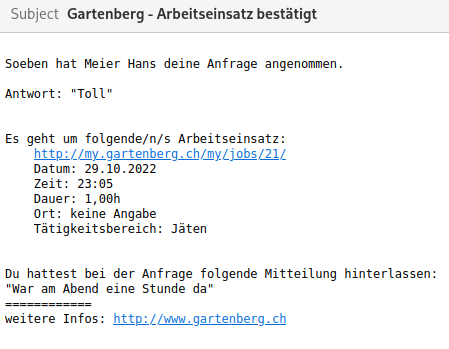 Subject Gartenberg - Arbeitseinsatz bestätigt
Soeben hat Meier Hans deine Anfrage angenommen.
Antwort: "Toll"
Es geht um folgende/n/s Arbeitseinsatz:
http://my.gartenberg.ch/my/jobs/21/
Datum: 29.10.2022
Zeit: 23:05
Dauer: 1,00h
Ort: keine Angabe
Tätigkeitsbereich: Jäten
Du hattest bei der Anfrage folgende Mitteilung hinterlassen:
"War am Abend eine Stunde da"
============
weitere Infos: http://www.gartenberg.ch